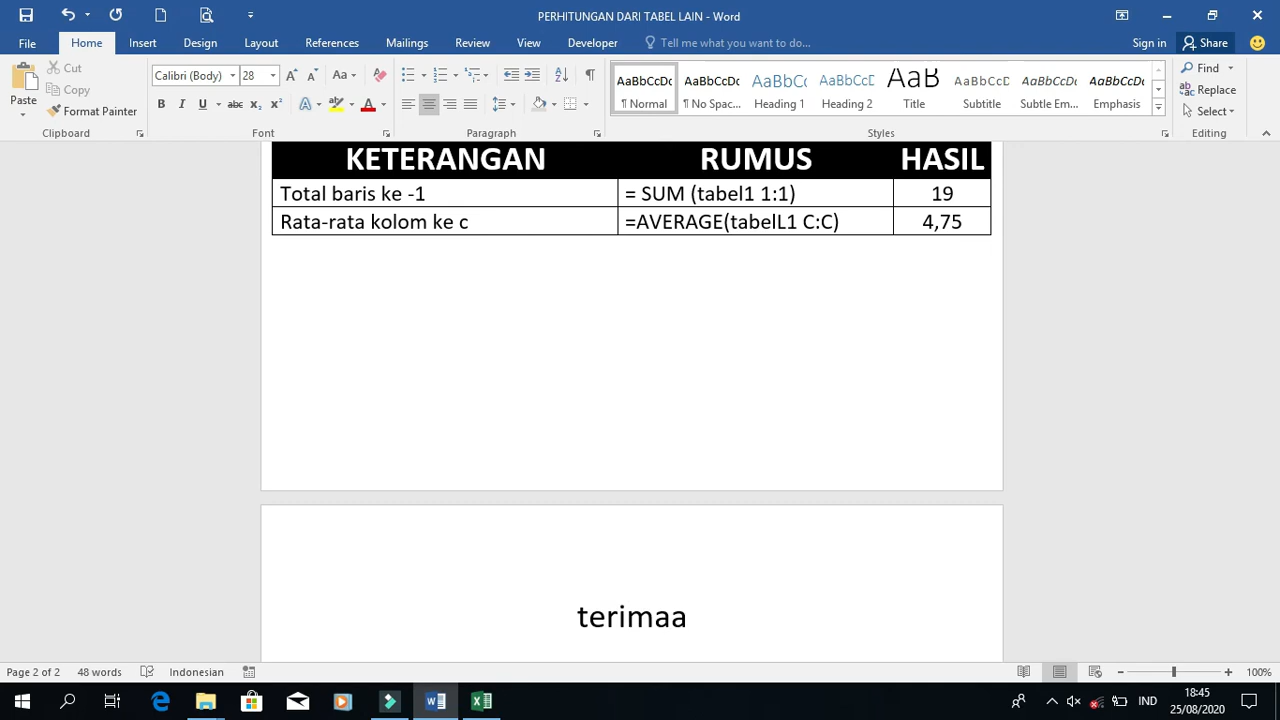 PERHITUNGAN DARI TABEL LAIN - Word
File Home Insert Design Layout References Mailings Review View Developer Tell me what you want to do... Sign in Share
Paste Cut Copy Format Painter
Calibri (Body) 28
AaBbCcDc AaBbCcDc AaBbCc AaBbCcD AaB AaBbCcD AaBbCcDc AaBbCcDc
¶ Normal ¶ No Spac... Heading 1 Heading 2 Title Subtitle Subtle Em... Emphasis
Find
Replace
Select
Clipboard Font Paragraph Styles Editing
KETERANGAN RUMUS HASIL
Total baris ke -1 = SUM (tabel1 1:1) 19
Rata-rata kolom ke c =AVERAGE(tabelL1 C:C) 4,75
terimaa
Page 2 of 2 48 words Indonesian 100%
IND 18:45
25/08/2020